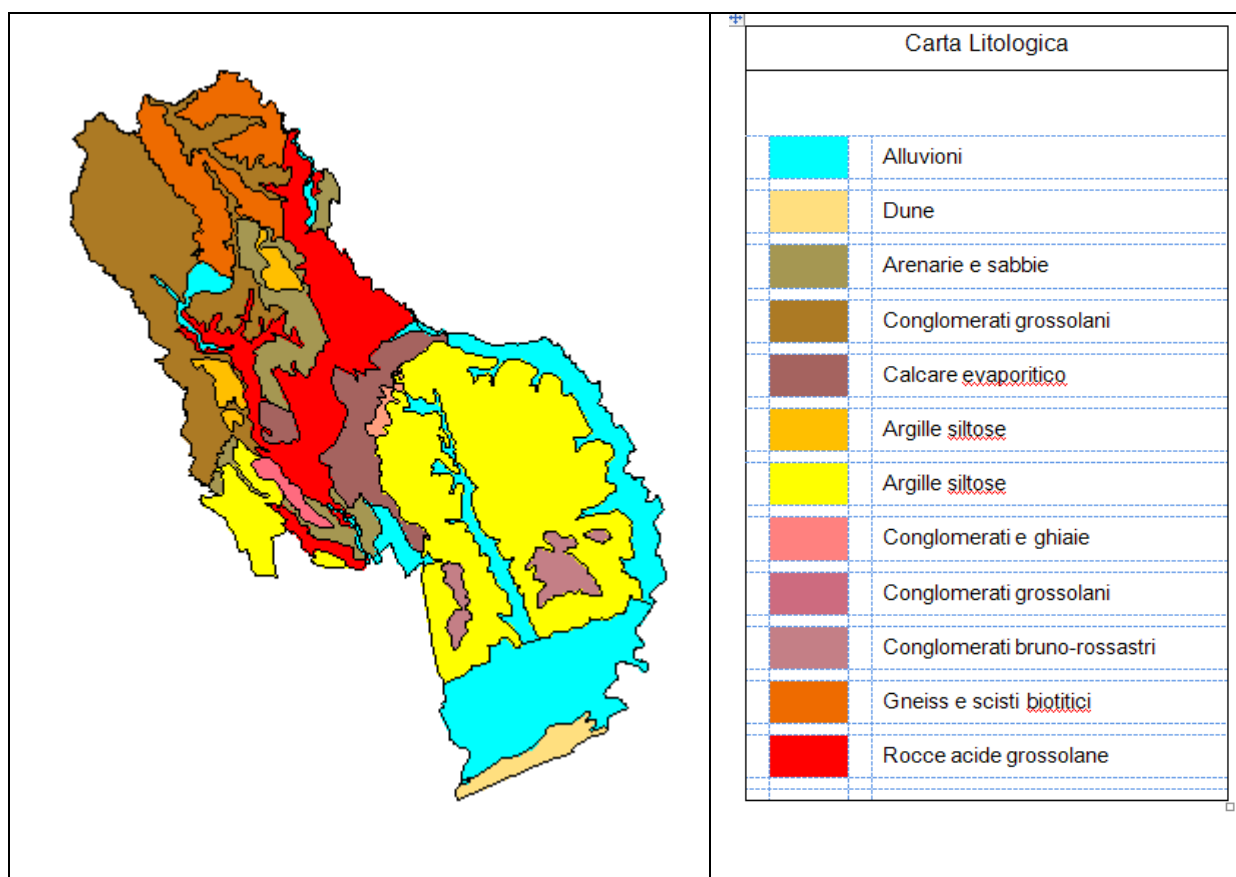 Carta Litologica
Alluvioni
Dune
Arenarie e sabbie
Conglomerati grossolani
Calcare evaporitico
Argille siltose
Argille siltose
Conglomerati e ghiaie
Conglomerati grossolani
Conglomerati bruno-rossastri
Gneiss e scisti biotitici
Rocce acide grossolane